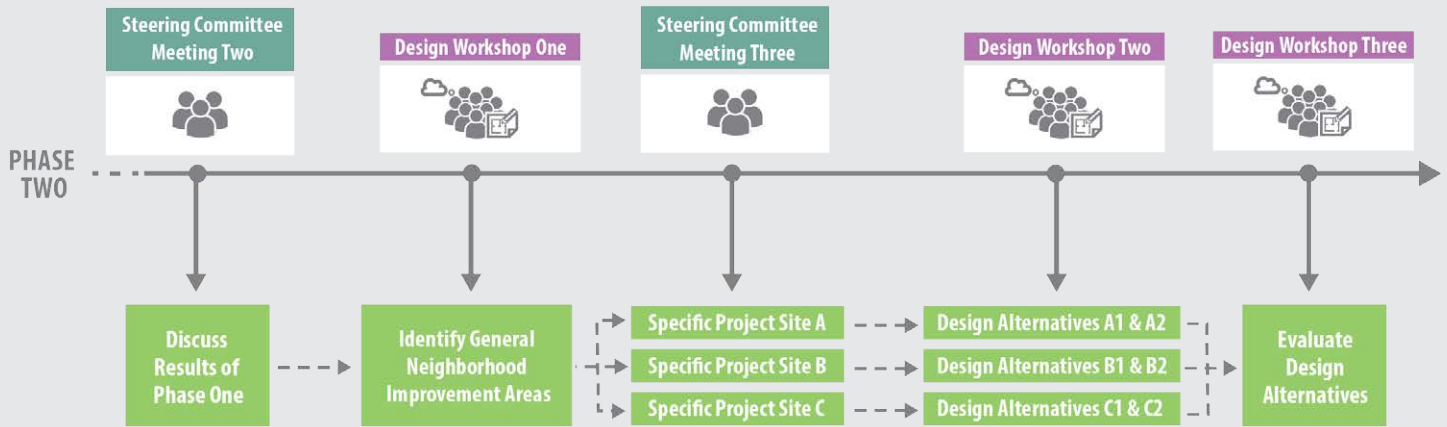 Steering Committee
Meeting Two
Design Workshop One
Steering Committee
Meeting Three
Design Workshop Two
Design Workshop Three
PHASE
TWO
Discuss
Results of
Phase One
Identify General
Neighborhood
Improvement Areas
Specific Project Site A
Specific Project Site B
Specific Project Site C
Design Alternatives A1 & A2
Design Alternatives B1 & B2
Design Alternatives C1 & C2
Evaluate
Design
Alternatives